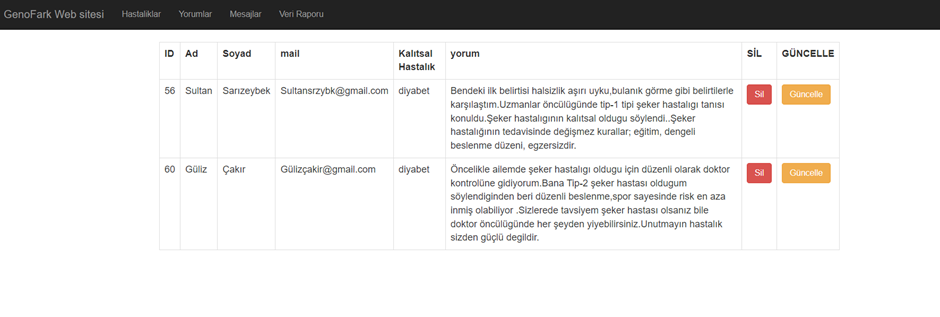 GenoFark Web sitesi Hastalıklar Yorumlar Mesajlar Veri Raporu
ID Ad Soyad mail Kalıtsal Hastalık yorum SİL GÜNCELLE
56 Sultan Sarızeybek Sultansrzybk@gmail.com diyabet
Bendeki ilk belirtisi halsizlik aşırı uyku,bulanık görme gibi belirtilerle
karşılaştım.Uzmanlar öncülügünde tip-1 tipi şeker hastalıgı tanısı
konuldu.Şeker hastalıgının kalıtsal oldugu söylendi..Şeker
hastalığının tedavisinde değişmez kurallar; eğitim, dengeli
beslenme düzeni, egzersizdir.
Sil Güncelle
60 Güliz Çakır Gülizçakir@gmail.com diyabet
Öncelikle ailemde şeker hastalıgı oldugu için düzenli olarak doktor
kontrolüne gidiyorum.Bana Tip-2 şeker hastası oldugum
söylendiginden beri düzenli beslenme,spor sayesinde risk en aza
inmiş olabiliyor .Sizlerede tavsiyem şeker hastası olsanız bile
doktor öncülügünde her şeyden yiyebilirsiniz.Unutmayın hastalık
sizden güçlü degildir.
Sil Güncelle